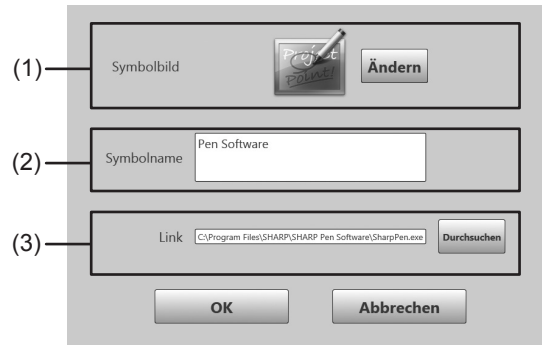 (1)
Symbolbild
Project
Point!
Ändern
(2)
Symbolname
Pen Software
(3)
Link
C:\Program Files\SHARP\SHARP Pen Software\SharpPen.exe
Durchsuchen
OK
Abbrechen